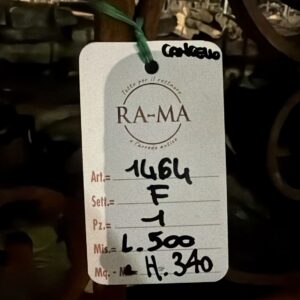 CANCELLO
Tutto per il restauro
RA-MA
e l'arredo antico
Art.= 1464
Sett.= F
Pz.= 1
Mis.= L. 500
Mq. - M H. 340